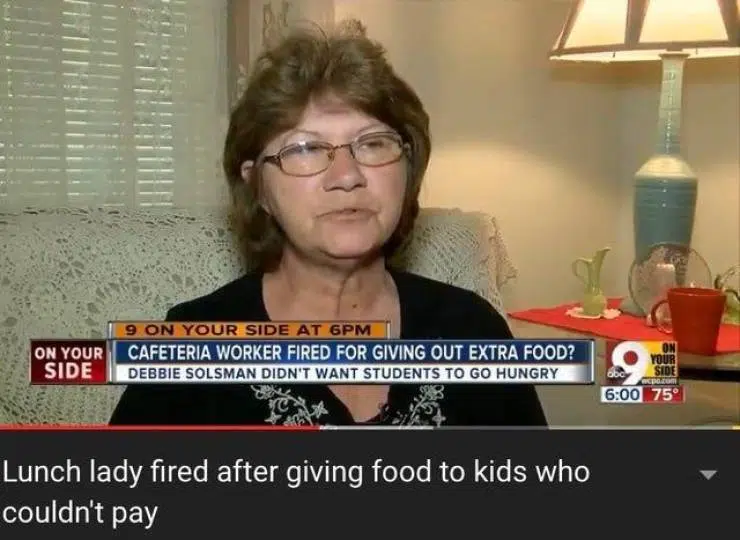 9 ON YOUR SIDE AT 6PM
ON YOUR
SIDE
CAFETERIA WORKER FIRED FOR GIVING OUT EXTRA FOOD?
DEBBIE SOLSMAN DIDN'T WANT STUDENTS TO GO HUNGRY
abc 9 ON
YOUR
SIDE
wcpo.com
6:00 75°
Lunch lady fired after giving food to kids who
couldn't pay